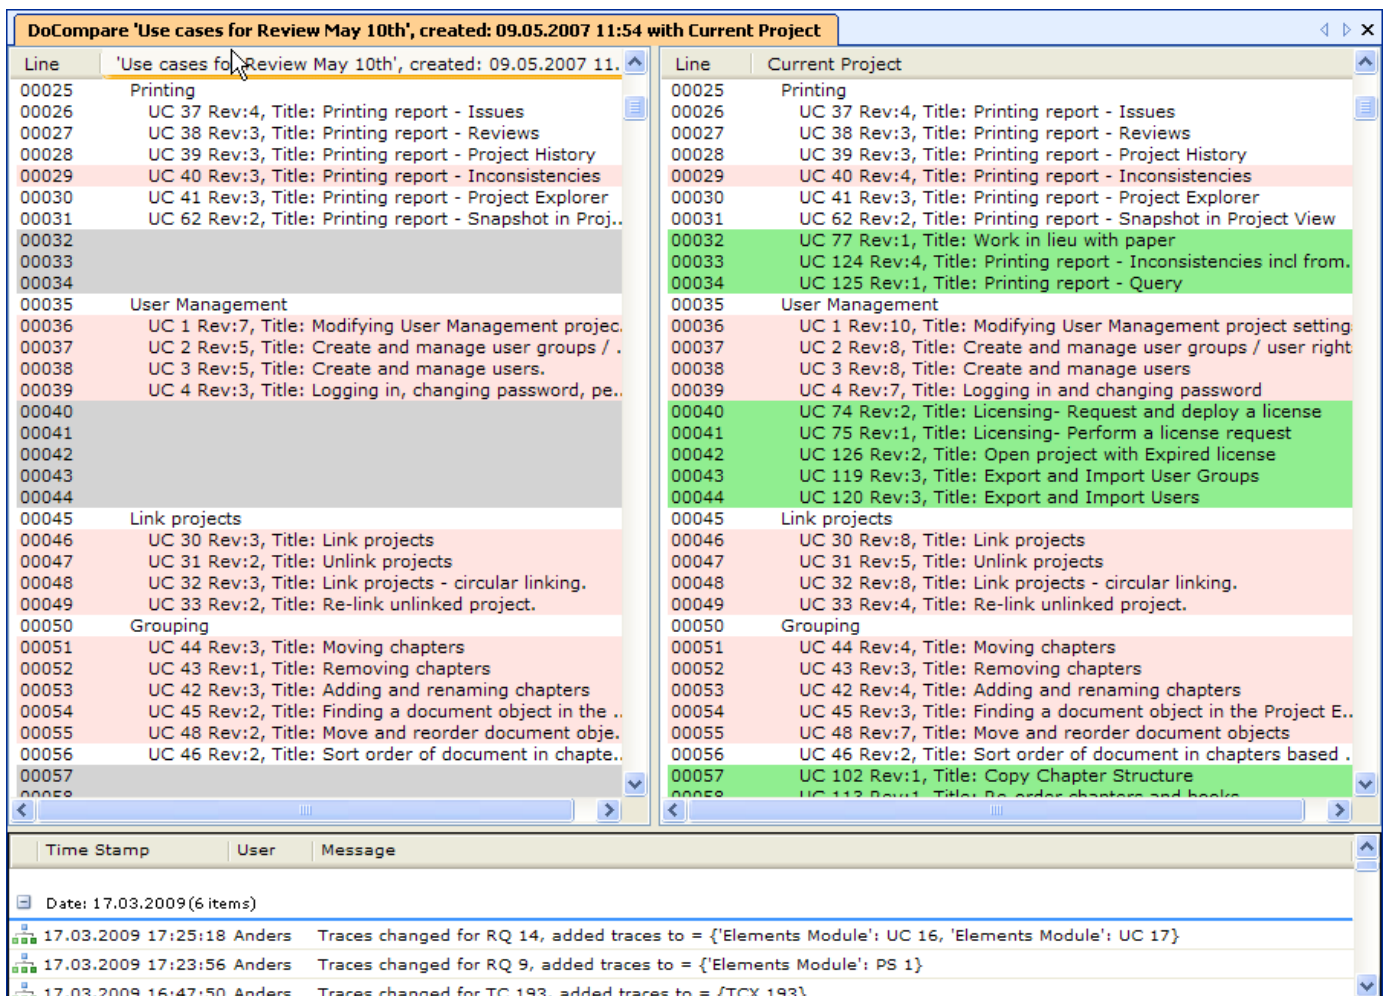 DoCompare 'Use cases for Review May 10th', created: 09.05.2007 11:54 with Current Project
Line 'Use cases for Review May 10th', created: 09.05.2007 11.
00025 Printing
00026 UC 37 Rev:4, Title: Printing report - Issues
00027 UC 38 Rev:3, Title: Printing report - Reviews
00028 UC 39 Rev:3, Title: Printing report - Project History
00029 UC 40 Rev:3, Title: Printing report - Inconsistencies
00030 UC 41 Rev:3, Title: Printing report - Project Explorer
00031 UC 62 Rev:2, Title: Printing report - Snapshot in Proj..
00032
00033
00034
00035 User Management
00036 UC 1 Rev:7, Title: Modifying User Management projec.
00037 UC 2 Rev:5, Title: Create and manage user groups / .
00038 UC 3 Rev:5, Title: Create and manage users.
00039 UC 4 Rev:3, Title: Logging in, changing password, pe..
00040
00041
00042
00043
00044
00045 Link projects
00046 UC 30 Rev:3, Title: Link projects
00047 UC 31 Rev:2, Title: Unlink projects
00048 UC 32 Rev:3, Title: Link projects - circular linking.
00049 UC 33 Rev:2, Title: Re-link unlinked project.
00050 Grouping
00051 UC 44 Rev:3, Title: Moving chapters
00052 UC 43 Rev:1, Title: Removing chapters
00053 UC 42 Rev:3, Title: Adding and renaming chapters
00054 UC 45 Rev:2, Title: Finding a document object in the ..
00055 UC 48 Rev:2, Title: Move and reorder document obje.
00056 UC 46 Rev:2, Title: Sort order of document in chapte..
00057
00058
Line Current Project
00025 Printing
00026 UC 37 Rev:4, Title: Printing report - Issues
00027 UC 38 Rev:3, Title: Printing report - Reviews
00028 UC 39 Rev:3, Title: Printing report - Project History
00029 UC 40 Rev:4, Title: Printing report - Inconsistencies
00030 UC 41 Rev:3, Title: Printing report - Project Explorer
00031 UC 62 Rev:2, Title: Printing report - Snapshot in Project View
00032 UC 77 Rev:1, Title: Work in lieu with paper
00033 UC 124 Rev:4, Title: Printing report - Inconsistencies incl from.
00034 UC 125 Rev:1, Title: Printing report - Query
00035 User Management
00036 UC 1 Rev:10, Title: Modifying User Management project setting
00037 UC 2 Rev:8, Title: Create and manage user groups / user right
00038 UC 3 Rev:8, Title: Create and manage users
00039 UC 4 Rev:7, Title: Logging in and changing password
00040 UC 74 Rev:2, Title: Licensing- Request and deploy a license
00041 UC 75 Rev:1, Title: Licensing- Perform a license request
00042 UC 126 Rev:2, Title: Open project with Expired license
00043 UC 119 Rev:3, Title: Export and Import User Groups
00044 UC 120 Rev:3, Title: Export and Import Users
00045 Link projects
00046 UC 30 Rev:8, Title: Link projects
00047 UC 31 Rev:5, Title: Unlink projects
00048 UC 32 Rev:8, Title: Link projects - circular linking.
00049 UC 33 Rev:4, Title: Re-link unlinked project.
00050 Grouping
00051 UC 44 Rev:4, Title: Moving chapters
00052 UC 43 Rev:3, Title: Removing chapters
00053 UC 42 Rev:4, Title: Adding and renaming chapters
00054 UC 45 Rev:3, Title: Finding a document object in the Project E..
00055 UC 48 Rev:7, Title: Move and reorder document objects
00056 UC 46 Rev:2, Title: Sort order of document in chapters based .
00057 UC 102 Rev:1, Title: Copy Chapter Structure
00058 UC 113 Rev:1, Title: Re-order chapters and books
Time Stamp User Message
Date: 17.03.2009 (6 items)
17.03.2009 17:25:18 Anders Traces changed for RQ 14, added traces to = {'Elements Module': UC 16, 'Elements Module': UC 17}
17.03.2009 17:23:56 Anders Traces changed for RQ 9, added traces to = {'Elements Module': PS 1}
17.03.2009 16:47:50 Anders Traces changed for TC 193, added traces to = {TCX 193}